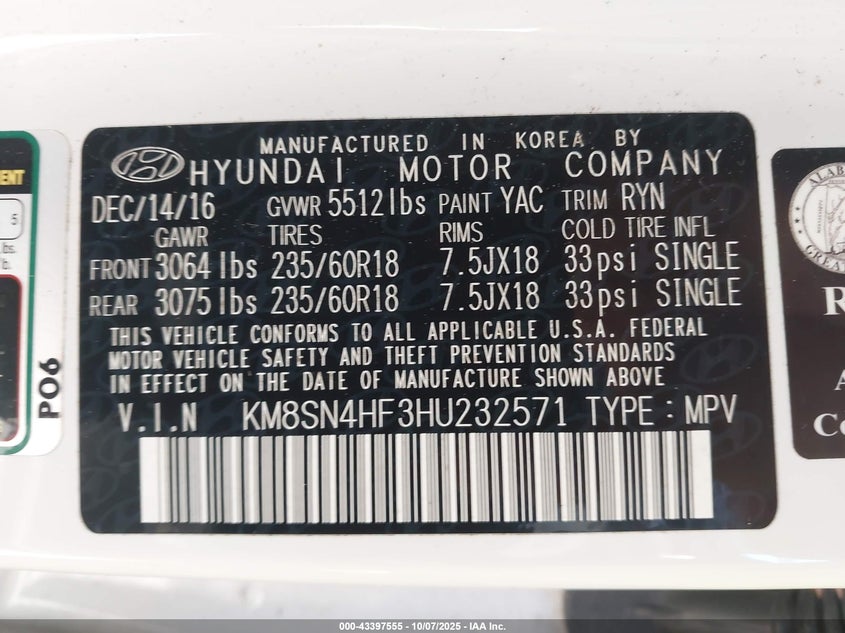 MANUFACTURED IN KOREA BY
HYUNDAI MOTOR COMPANY
DEC/14/16 GVWR 5512lbs PAINT YAC TRIM RYN
GAWR TIRES RIMS COLD TIRE INFL
FRONT 3064 lbs 235/60R18 7.5JX18 33psi SINGLE
REAR 3075 lbs 235/60R18 7.5JX18 33psi SINGLE
THIS VEHICLE CONFORMS TO ALL APPLICABLE U.S.A. FEDERAL
MOTOR VEHICLE SAFETY AND THEFT PREVENTION STANDARDS
IN EFFECT ON THE DATE OF MANUFACTURE SHOWN ABOVE
V.I.N KM8SN4HF3HU232571 TYPE : MPV
5
lbs.
PO6
000-43397555 - 10/07/2025 - IAA Inc.